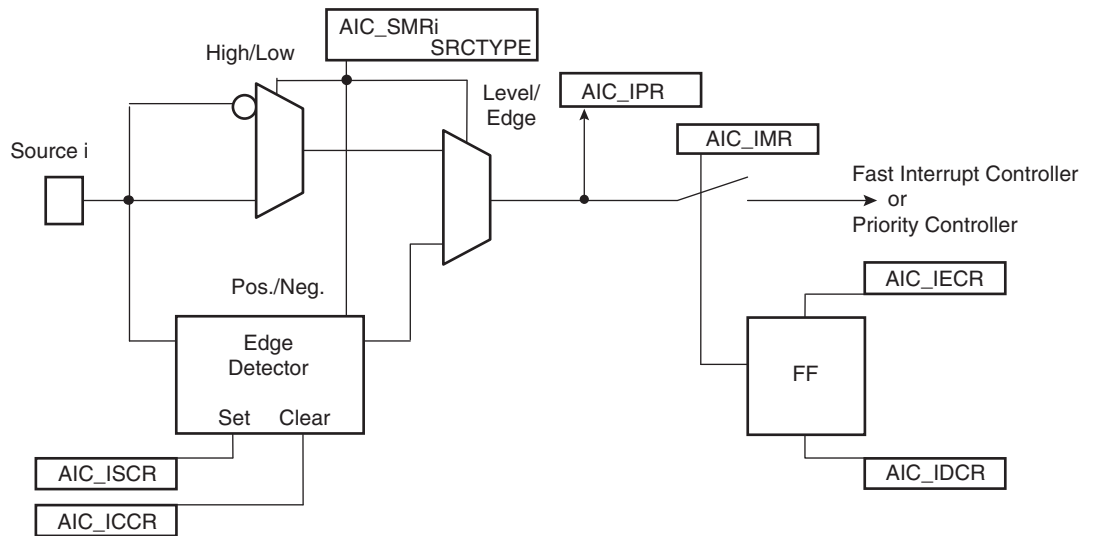 AIC_SMRi
SRCTYPE
High/Low
Level/
Edge
AIC_IPR
AIC_IMR
Source i
Fast Interrupt Controller
or
Priority Controller
Pos./Neg.
AIC_IECR
Edge
Detector
FF
Set Clear
AIC_ISCR
AIC_IDCR
AIC_ICCR